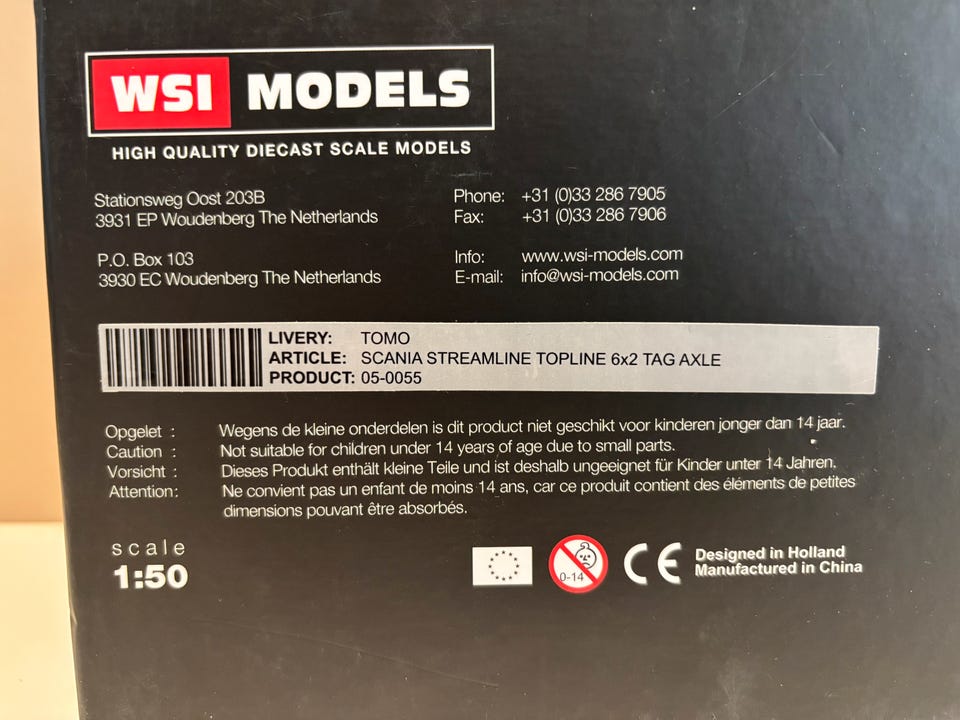 WSI MODELS
HIGH QUALITY DIECAST SCALE MODELS
Stationsweg Oost 203B
3931 EP Woudenberg The Netherlands
P.O. Box 103
3930 EC Woudenberg The Netherlands
Phone: +31 (0)33 286 7905
Fax: +31 (0)33 286 7906
Info: www.wsi-models.com
E-mail: info@wsi-models.com
LIVERY: TOMO
ARTICLE: SCANIA STREAMLINE TOPLINE 6x2 TAG AXLE
PRODUCT: 05-0055
Opgelet : Wegens de kleine onderdelen is dit product niet geschikt voor kinderen jonger dan 14 jaar.
Caution : Not suitable for children under 14 years of age due to small parts.
Vorsicht : Dieses Produkt enthält kleine Teile und ist deshalb ungeeignet für Kinder unter 14 Jahren.
Attention: Ne convient pas un enfant de moins 14 ans, car ce produit contient des éléments de petites
dimensions pouvant être absorbés.
scale
1:50
0-14
CE
Designed in Holland
Manufactured in China